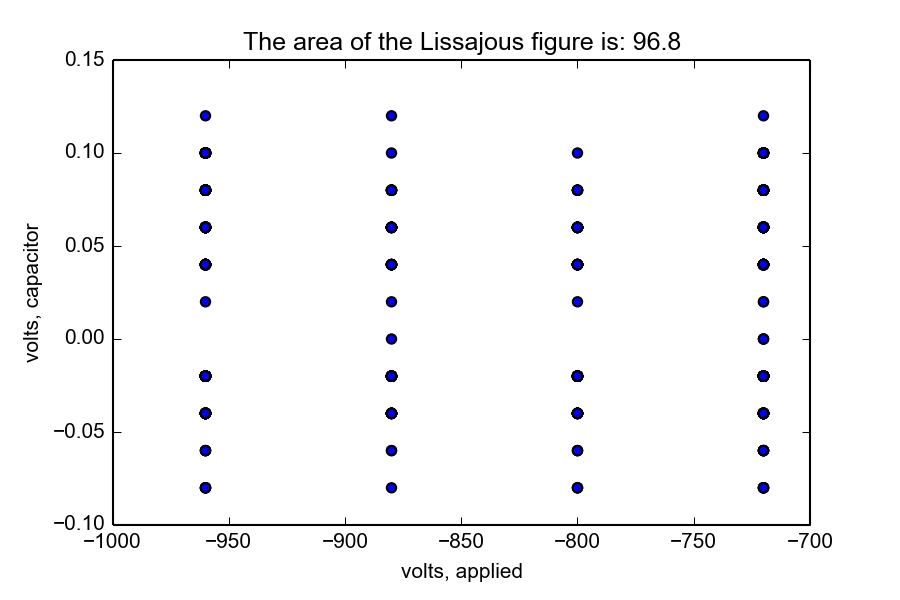 The area of the Lissajous figure is: 96.8
0.15
0.10
0.05
0.00
−0.05
−0.10
volts, capacitor
−1000 −950 −900 −850 −800 −750 −700
volts, applied